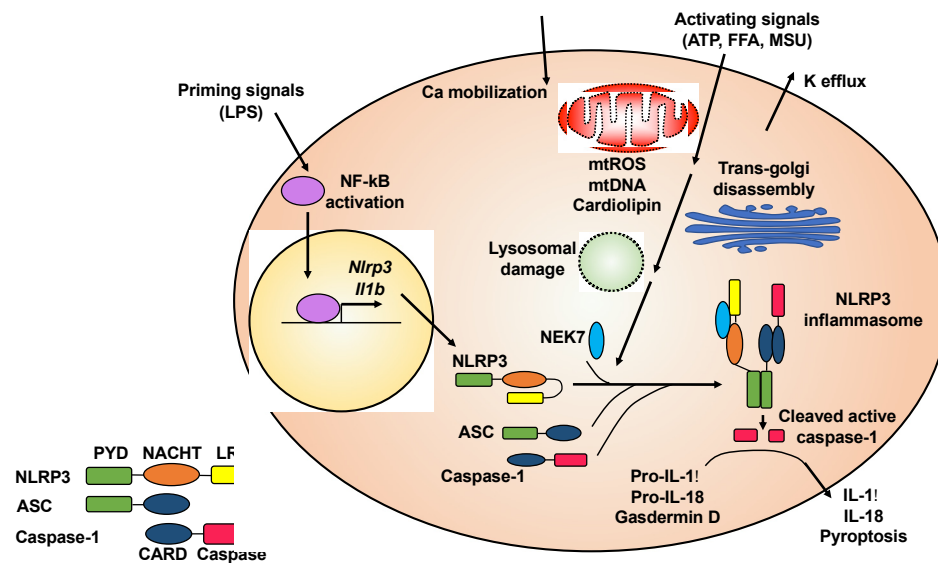 Activating signals
(ATP, FFA, MSU)
K efflux
Ca mobilization
Priming signals
(LPS)
mtROS
mtDNA
Cardiolipin
Trans-golgi
disassembly
NF-kB
activation
Lysosomal
damage
Nlrp3
Il1b
NLRP3
inflammasome
NEK7
NLRP3
ASC
Caspase-1
Cleaved active
caspase-1
Pro-IL-1!
Pro-IL-18
Gasdermin D
IL-1!
IL-18
Pyroptosis
PYD NACHT LR
NLRP3
ASC
Caspase-1
CARD Caspase